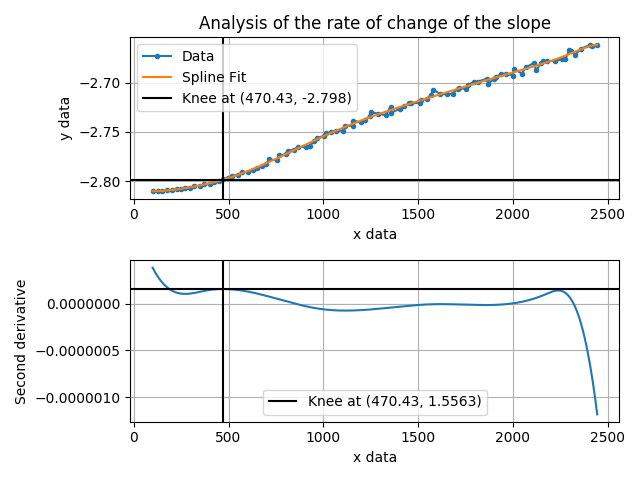 Analysis of the rate of change of the slope
Data
Spline Fit
Knee at (470.43, -2.798)
−2.70
−2.75
−2.80
y data
0 500 1000 1500 2000 2500
x data
0.0000000
−0.0000005
−0.0000010
Second derivative
Knee at (470.43, 1.5563)
0 500 1000 1500 2000 2500
x data